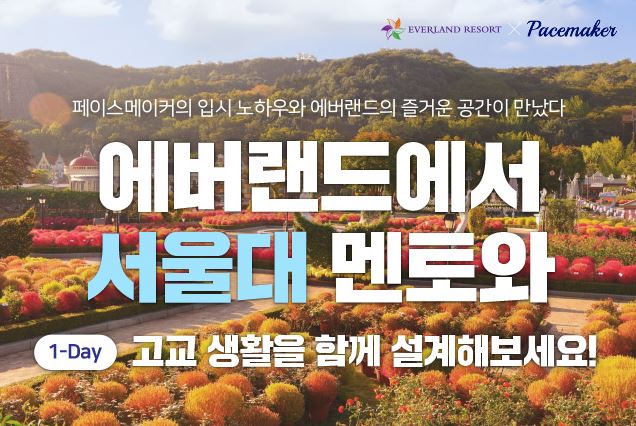 EVERLAND RESORT × Pacemaker
페이스메이커의 입시 노하우와 에버랜드의 즐거운 공간이 만났다
에버랜드에서
서울대 멘토와
1-Day 고교 생활을 함께 설계해보세요!